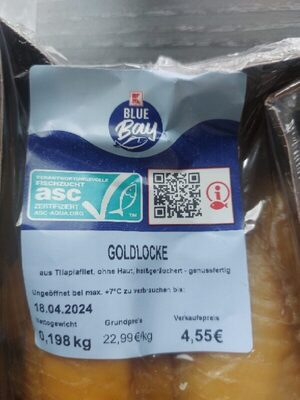 BLUE
Bay
VERANTWORTUNGSVOLLE
FISCHZUCHT
asc
ZERTIFIZIERT
ASC-AQUA.ORG
TM
GOLDLOCKE
aus Tilapiafilet, ohne Haut, heißgeräuchert - genussfertig
Ungeöffnet bei max. +7°C zu verbrauchen bis:
18.04.2024
Nettogewicht Grundpreis Verkaufspreis
0,198 kg 22,99€/kg 4,55€